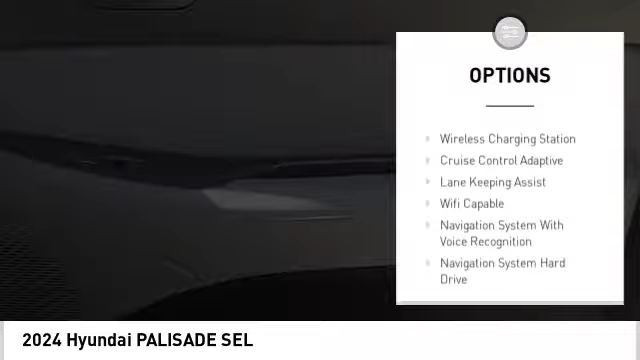 OPTIONS
Wireless Charging Station
Cruise Control Adaptive
Lane Keeping Assist
Wifi Capable
Navigation System With
Voice Recognition
Navigation System Hard
Drive
2024 Hyundai PALISADE SEL